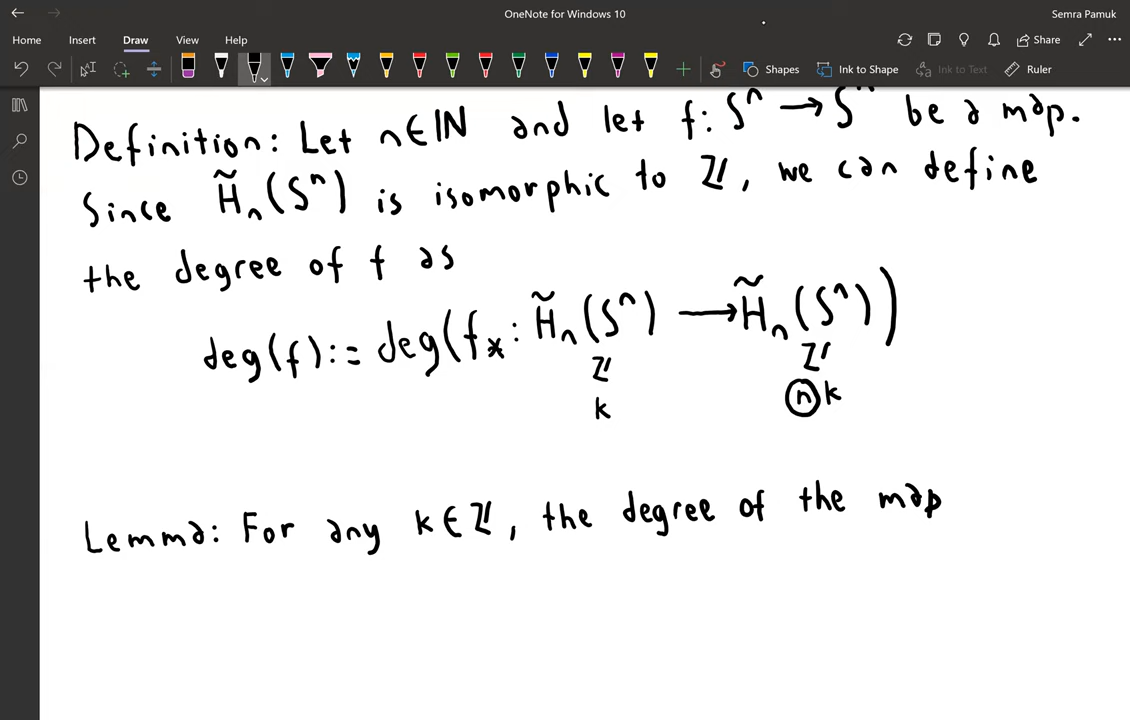 OneNote for Windows 10
Semra Pamuk
Home Insert Draw View Help
Share
Shapes Ink to Shape Ink to Text Ruler
Definition: Let n∈ℕ and let f: Sⁿ → Sⁿ be a map.
Since H̃ₙ(Sⁿ) is isomorphic to ℤ, we can define
the degree of f as
deg(f) := deg(f_* : H̃ₙ(Sⁿ) → H̃ₙ(Sⁿ))
ℤ ℤ
k n k
Lemma: For any k∈ℤ, the degree of the map